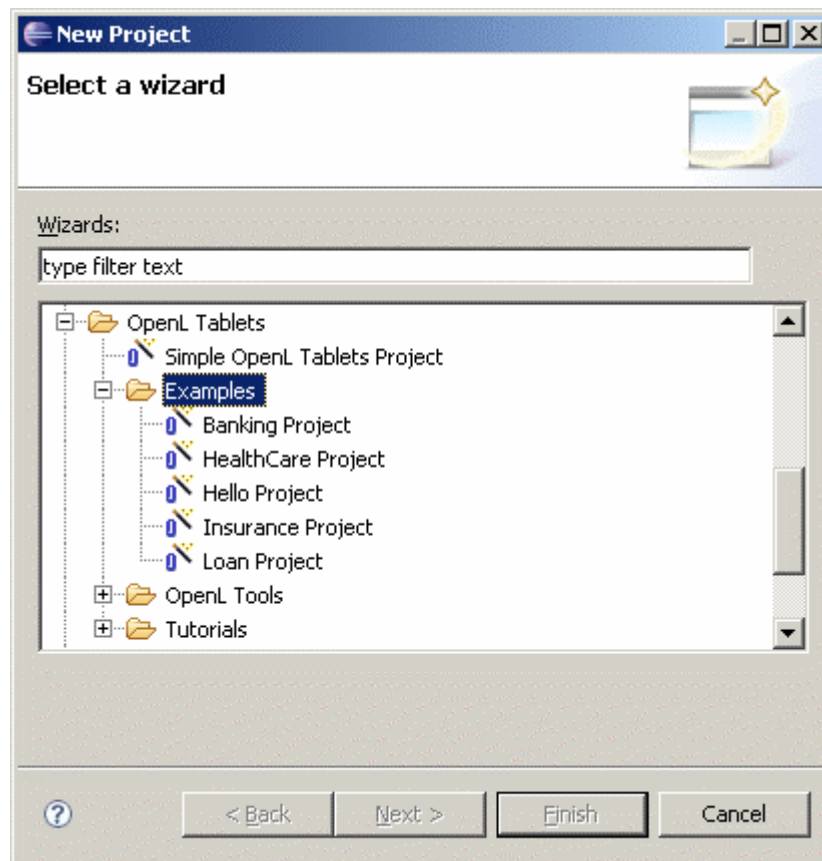 New Project
Select a wizard
Wizards:
type filter text
OpenL Tablets
Simple OpenL Tablets Project
Examples
Banking Project
HealthCare Project
Hello Project
Insurance Project
Loan Project
OpenL Tools
Tutorials
< Back Next > Finish Cancel